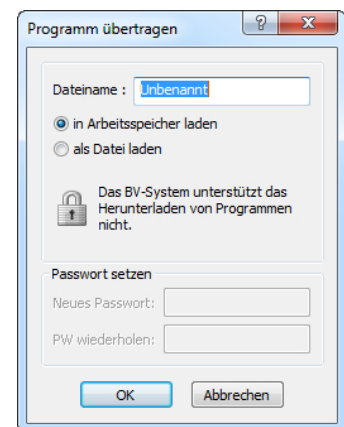 Programm übertragen
Dateiname : Unbenannt
in Arbeitsspeicher laden
als Datei laden
Das BV-System unterstützt das
Herunterladen von Programmen
nicht.
Passwort setzen
Neues Passwort:
PW wiederholen:
OK Abbrechen